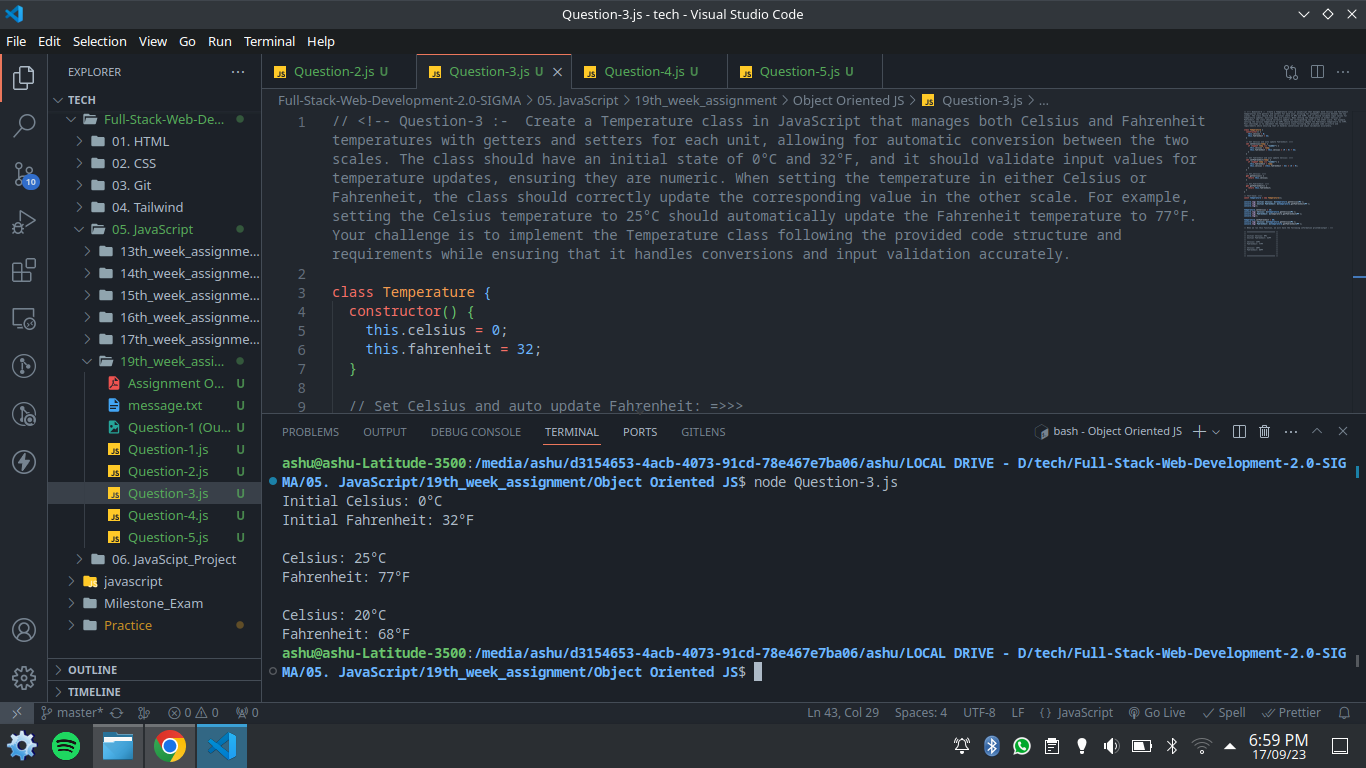 Question-3.js - tech - Visual Studio Code
File Edit Selection View Go Run Terminal Help
EXPLORER
Question-2.js U
Question-3.js U
Question-4.js U
Question-5.js U
TECH
Full-Stack-Web-De...
01. HTML
02. CSS
03. Git
04. Tailwind
05. JavaScript
13th_week_assignme...
14th_week_assignme...
15th_week_assignme...
16th_week_assignme...
17th_week_assignme...
19th_week_assi...
Assignment O... U
message.txt U
Question-1 (Ou... U
Question-1.js U
Question-2.js U
Question-3.js U
Question-4.js U
Question-5.js U
06. JavaScipt_Project
javascript
Milestone_Exam
Practice
OUTLINE
TIMELINE
10
Full-Stack-Web-Development-2.0-SIGMA > 05. JavaScript > 19th_week_assignment > Object Oriented JS > Question-3.js > ...
1 // <!-- Question-3 :-  Create a Temperature class in JavaScript that manages both Celsius and Fahrenheit
temperatures with getters and setters for each unit, allowing for automatic conversion between the two
scales. The class should have an initial state of 0°C and 32°F, and it should validate input values for
temperature updates, ensuring they are numeric. When setting the temperature in either Celsius or
Fahrenheit, the class should correctly update the corresponding value in the other scale. For example,
setting the Celsius temperature to 25°C should automatically update the Fahrenheit temperature to 77°F.
Your challenge is to implement the Temperature class following the provided code structure and
requirements while ensuring that it handles conversions and input validation accurately.
2
3 class Temperature {
4 constructor() {
5 this.celsius = 0;
6 this.fahrenheit = 32;
7 }
8
9 // Set Celsius and auto update Fahrenheit: =>>>
PROBLEMS OUTPUT DEBUG CONSOLE TERMINAL PORTS GITLENS
bash - Object Oriented JS
ashu@ashu-Latitude-3500:/media/ashu/d3154653-4acb-4073-91cd-78e467e7ba06/ashu/LOCAL DRIVE - D/tech/Full-Stack-Web-Development-2.0-SIG
MA/05. JavaScript/19th_week_assignment/Object Oriented JS$ node Question-3.js
Initial Celsius: 0°C
Initial Fahrenheit: 32°F
Celsius: 25°C
Fahrenheit: 77°F
Celsius: 20°C
Fahrenheit: 68°F
ashu@ashu-Latitude-3500:/media/ashu/d3154653-4acb-4073-91cd-78e467e7ba06/ashu/LOCAL DRIVE - D/tech/Full-Stack-Web-Development-2.0-SIG
MA/05. JavaScript/19th_week_assignment/Object Oriented JS$
master* 0 0 0 Ln 43, Col 29 Spaces: 4 UTF-8 LF {} JavaScript Go Live Spell Prettier
6:59 PM
17/09/23